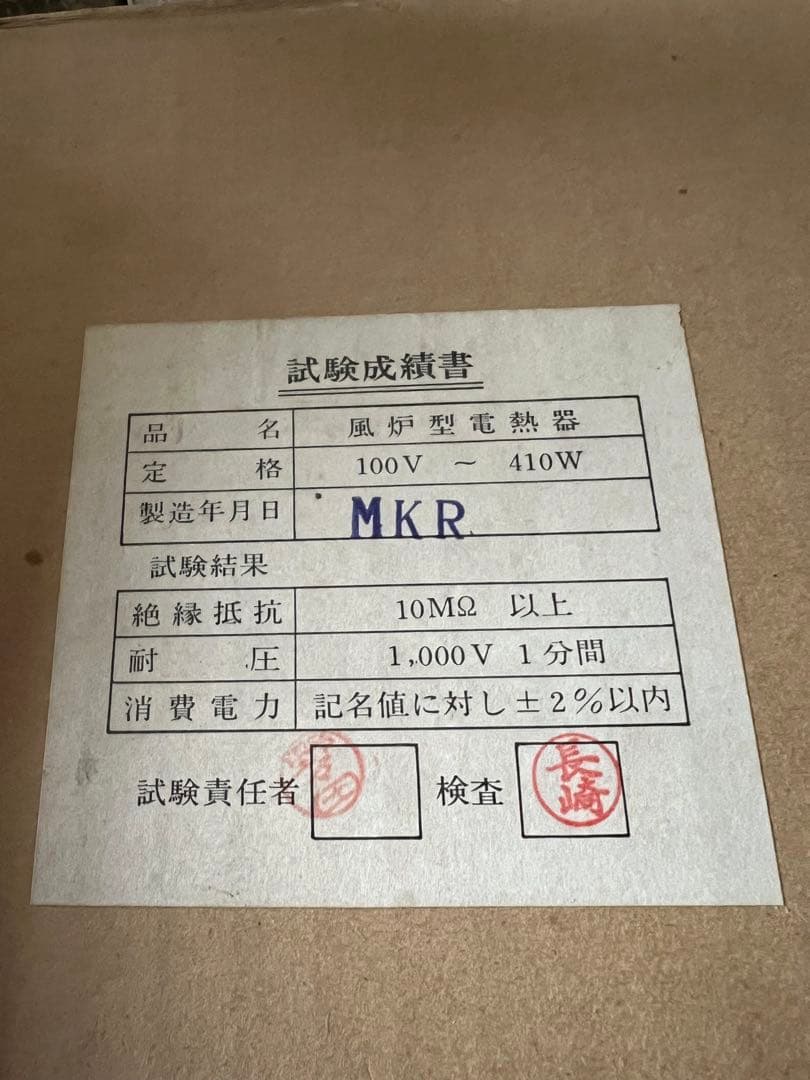 試験成績書
品名 風炉型電熱器
定格 100V ～ 410W
製造年月日 MKR
試験結果
絶縁抵抗 10MΩ 以上
耐圧 1,000V 1分間
消費電力 記名値に対し±2%以内
試験責任者 検査 長崎